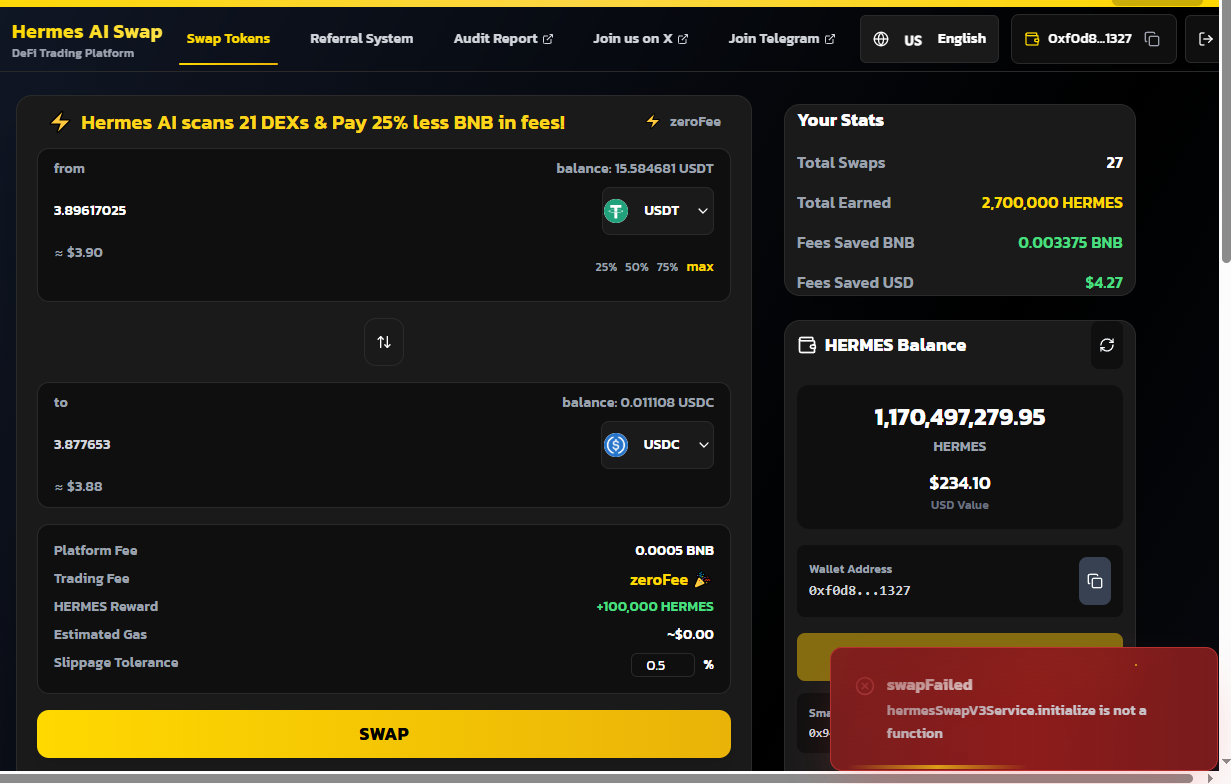 Hermes AI Swap
DeFi Trading Platform
Swap Tokens
Referral System
Audit Report
Join us on X
Join Telegram
US English
0xf0d8...1327
Hermes AI scans 21 DEXs & Pay 25% less BNB in fees!
zeroFee
from
balance: 15.584681 USDT
3.89617025
USDT
≈ $3.90
25% 50% 75% max
to
balance: 0.011108 USDC
3.877653
USDC
≈ $3.88
Platform Fee
0.0005 BNB
Trading Fee
zeroFee 🎉
HERMES Reward
+100,000 HERMES
Estimated Gas
~$0.00
Slippage Tolerance
0.5 %
SWAP
Your Stats
Total Swaps
27
Total Earned
2,700,000 HERMES
Fees Saved BNB
0.003375 BNB
Fees Saved USD
$4.27
HERMES Balance
1,170,497,279.95
HERMES
$234.10
USD Value
Wallet Address
0xf0d8...1327
swapFailed
hermesSwapV3Service.initialize is not a
function